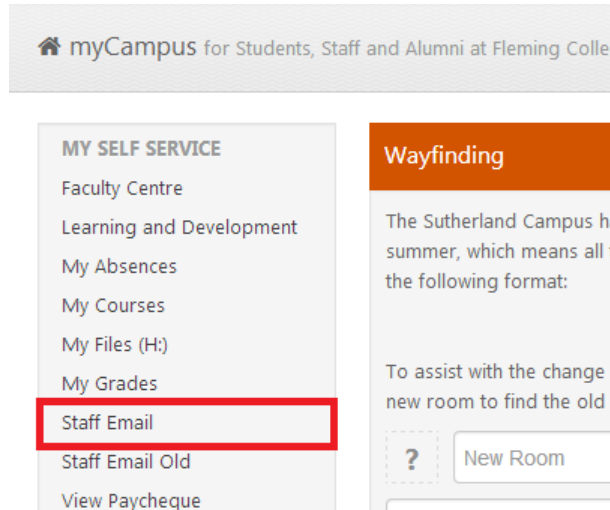 myCampus for Students, Staff and Alumni at Fleming
MY SELF SERVICE
Faculty Centre
Learning and Development
My Absences
My Courses
My Files (H:)
My Grades
Staff Email
Staff Email Old
View Paycheque
Wayfinding
The Sutherland Campus
summer, which means all
the following format:
To assist with the change
new room to find the old
?
New Room